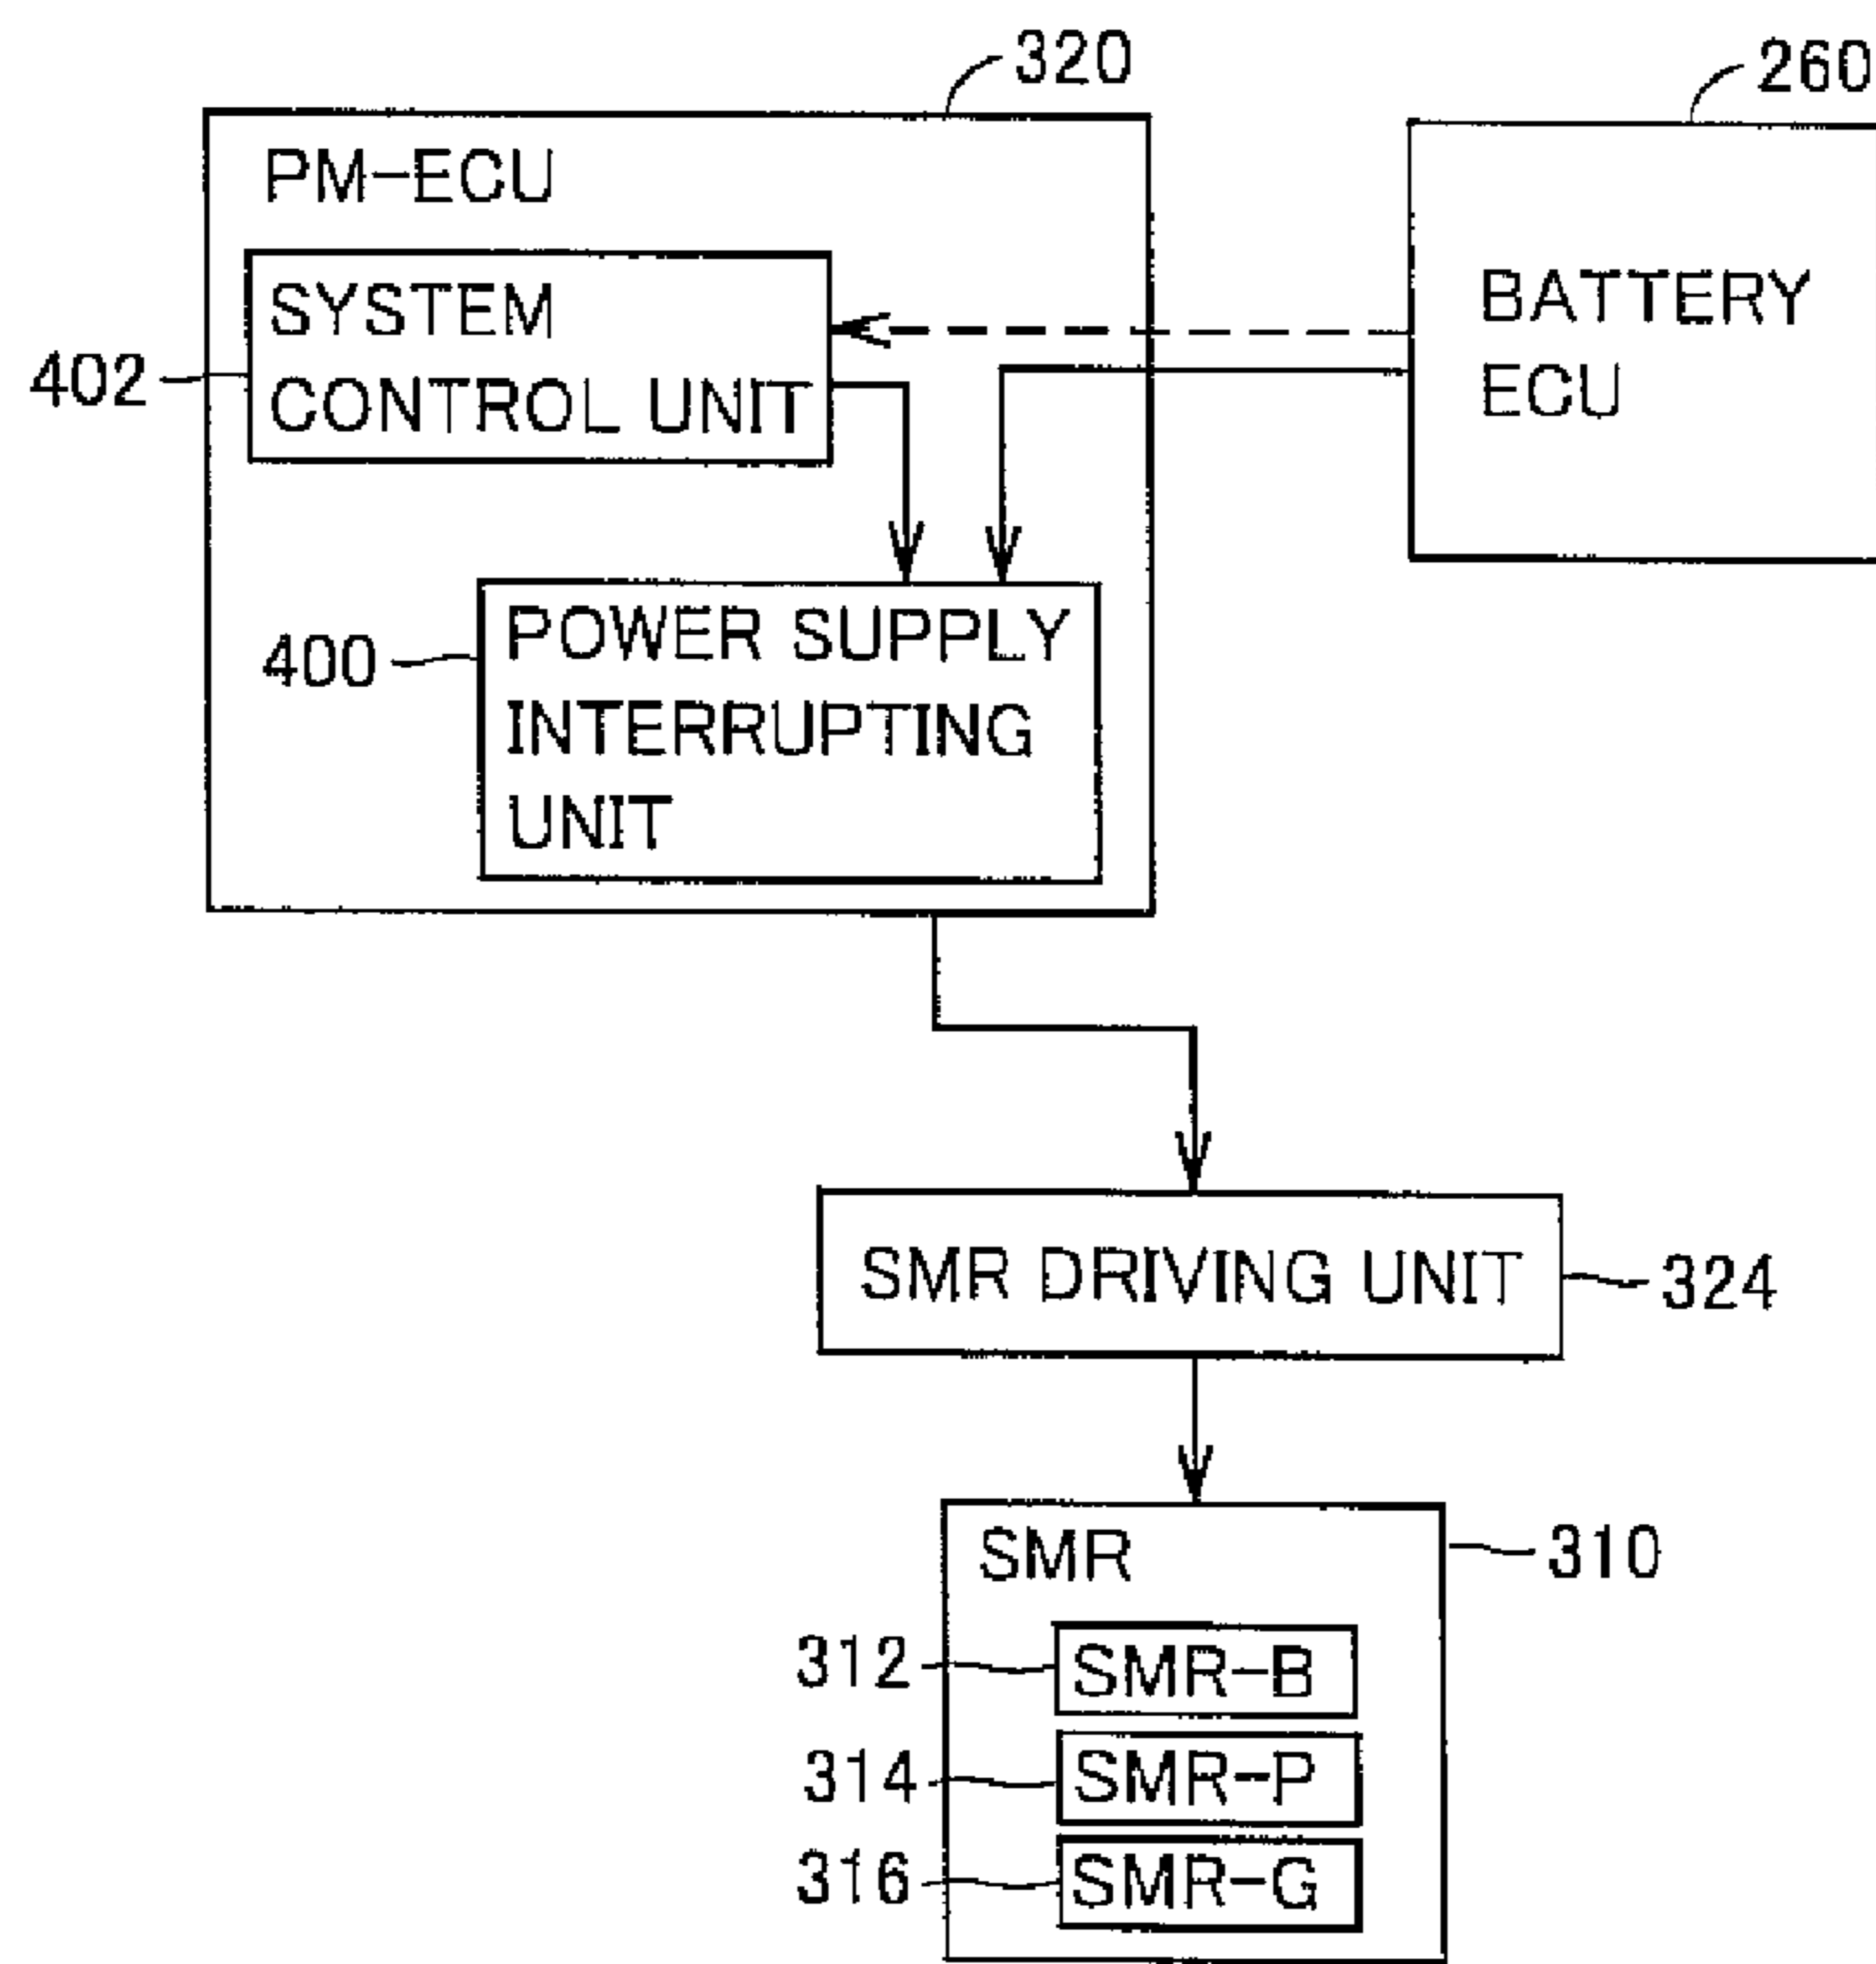 320
260
PM-ECU
SYSTEM
CONTROL UNIT
402
BATTERY
ECU
400
POWER SUPPLY
INTERRUPTING
UNIT
SMR DRIVING UNIT
324
SMR
310
312
SMR-B
314
SMR-P
316
SMR-G